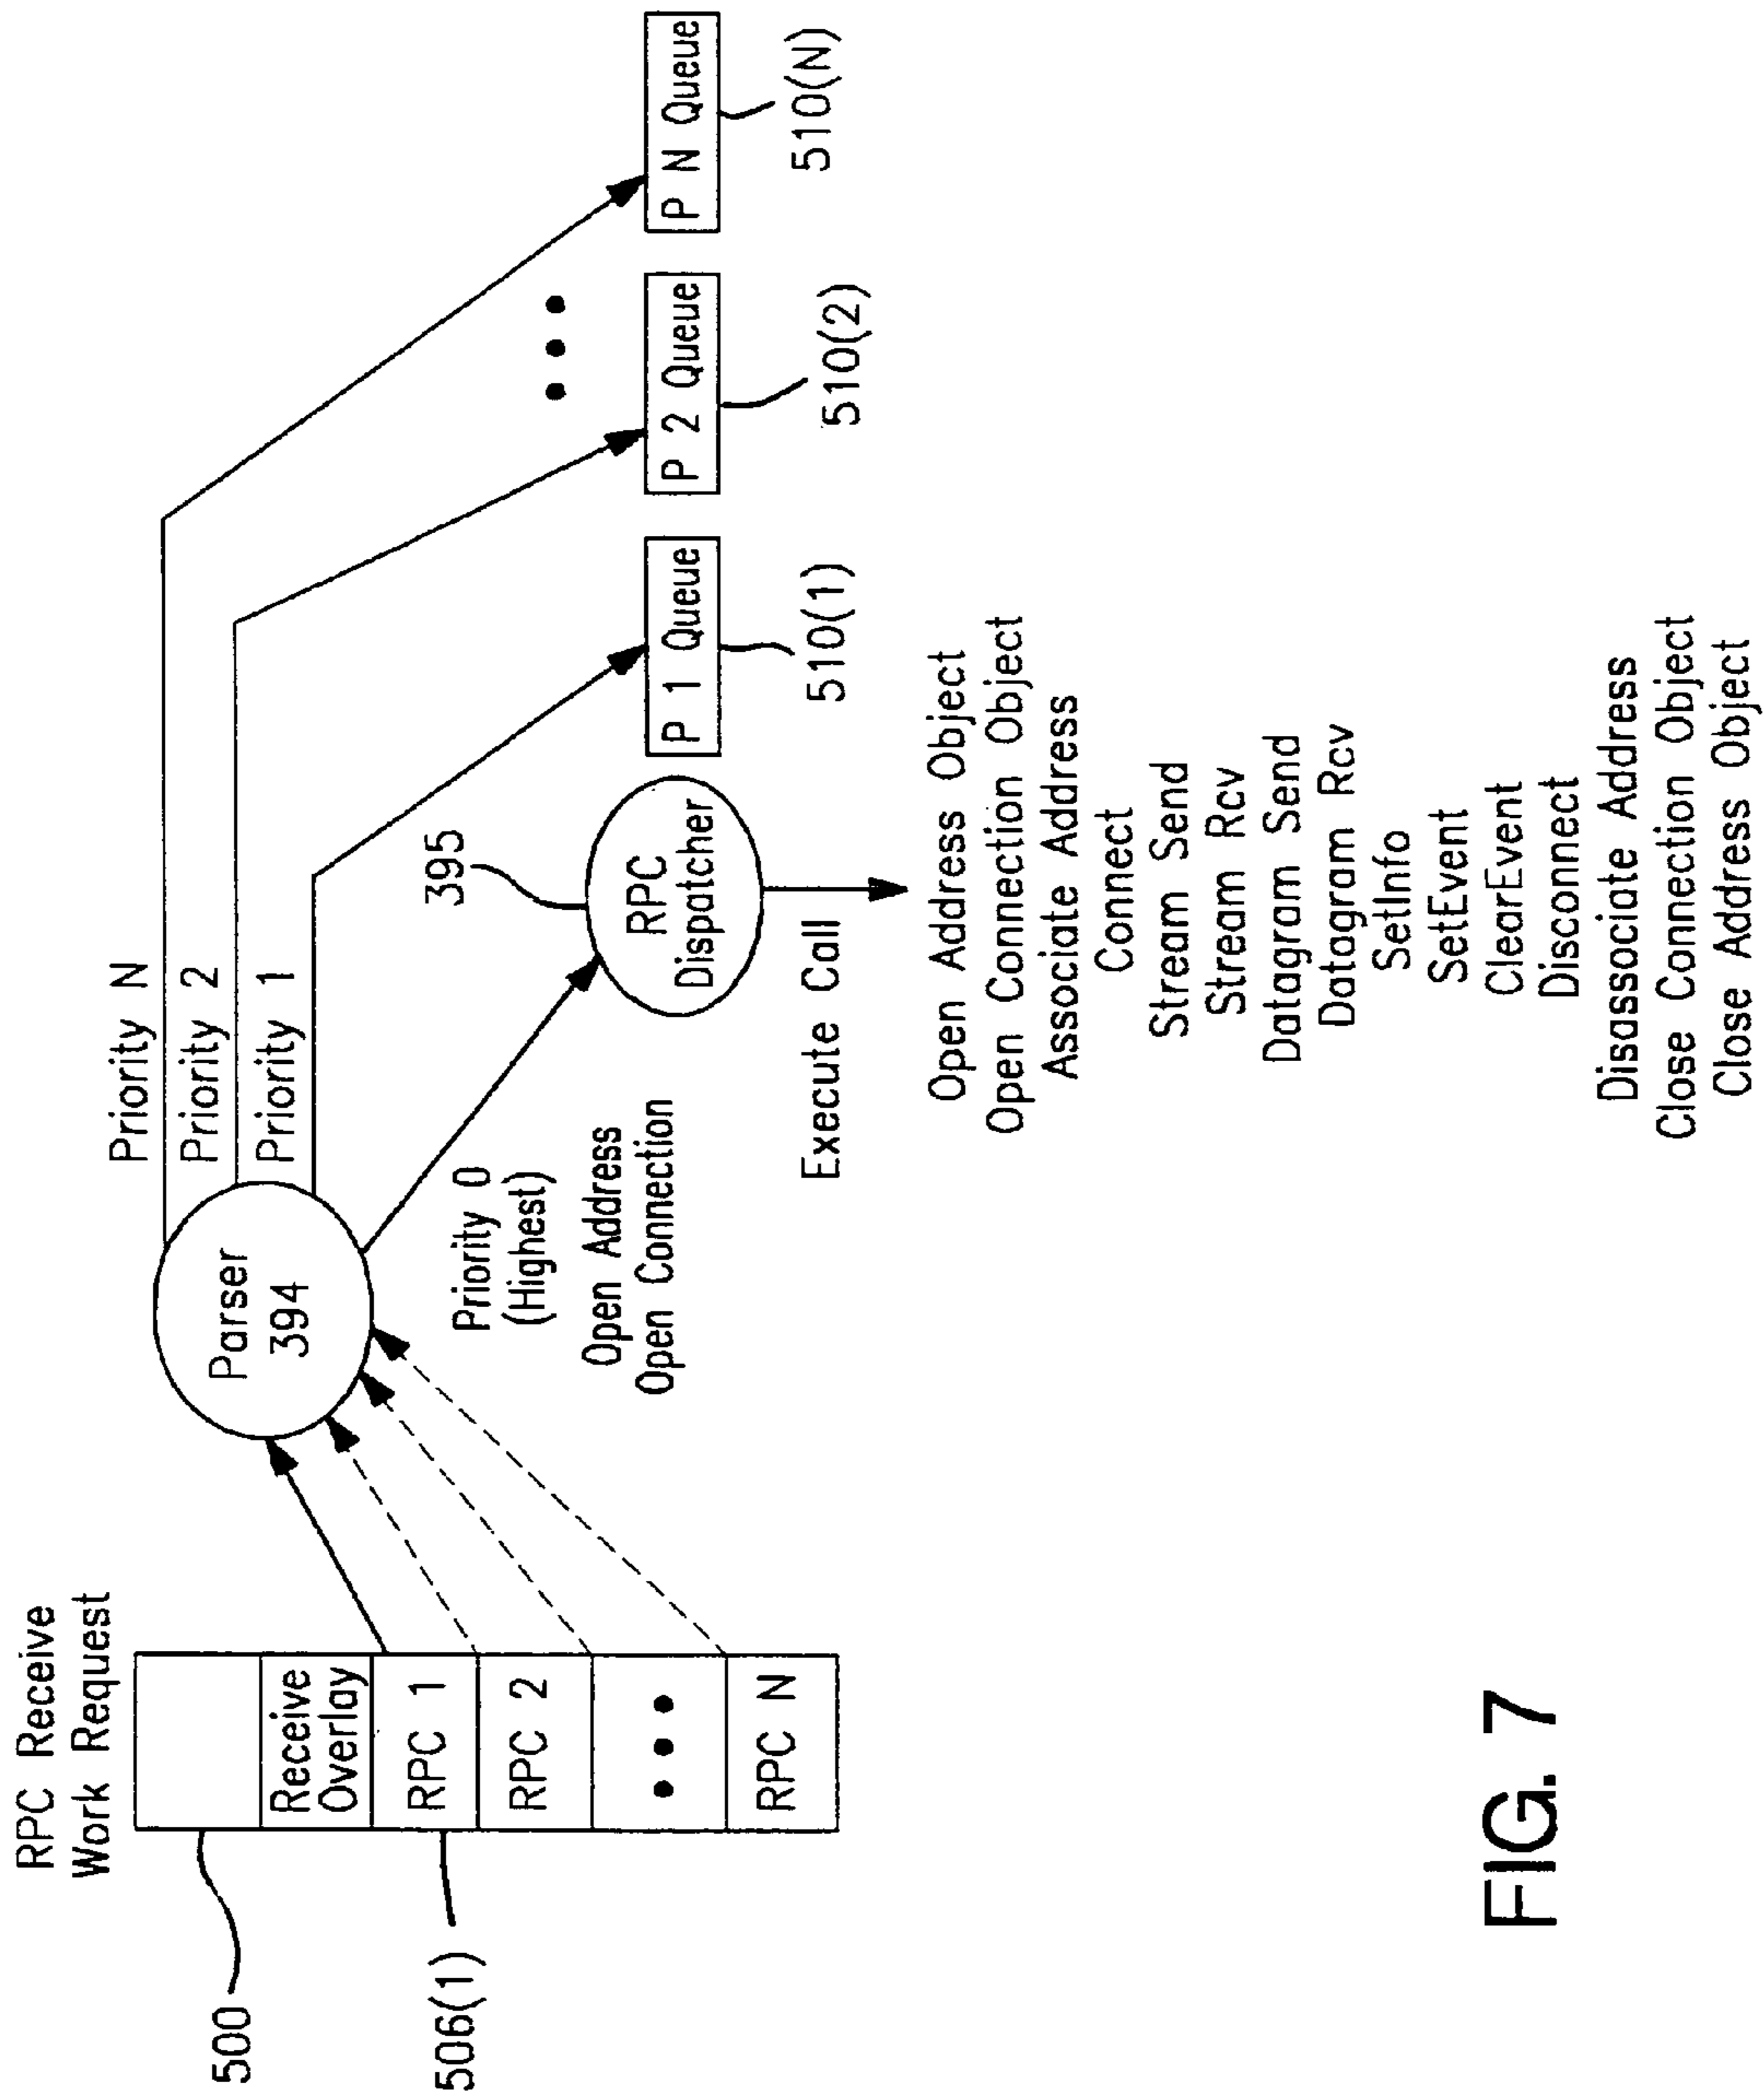 RPC Receive
Work Request
500
Receive
Overlay
506(1)
RPC 1
RPC 2
RPC N
Parser
394
Priority N
Priority 2
Priority 1
Priority 0
(Highest)
Open Address
Open Connection
395
RPC
Dispatcher
P 1 Queue
510(1)
P 2 Queue
510(2)
P N Queue
510(N)
Execute Call
Open Address Object
Open Connection Object
Associate Address
Connect
Stream Send
Stream Rcv
Datagram Send
Datagram Rcv
SetInfo
SetEvent
ClearEvent
Disconnect
Disassociate Address
Close Connection Object
Close Address Object
FIG. 7